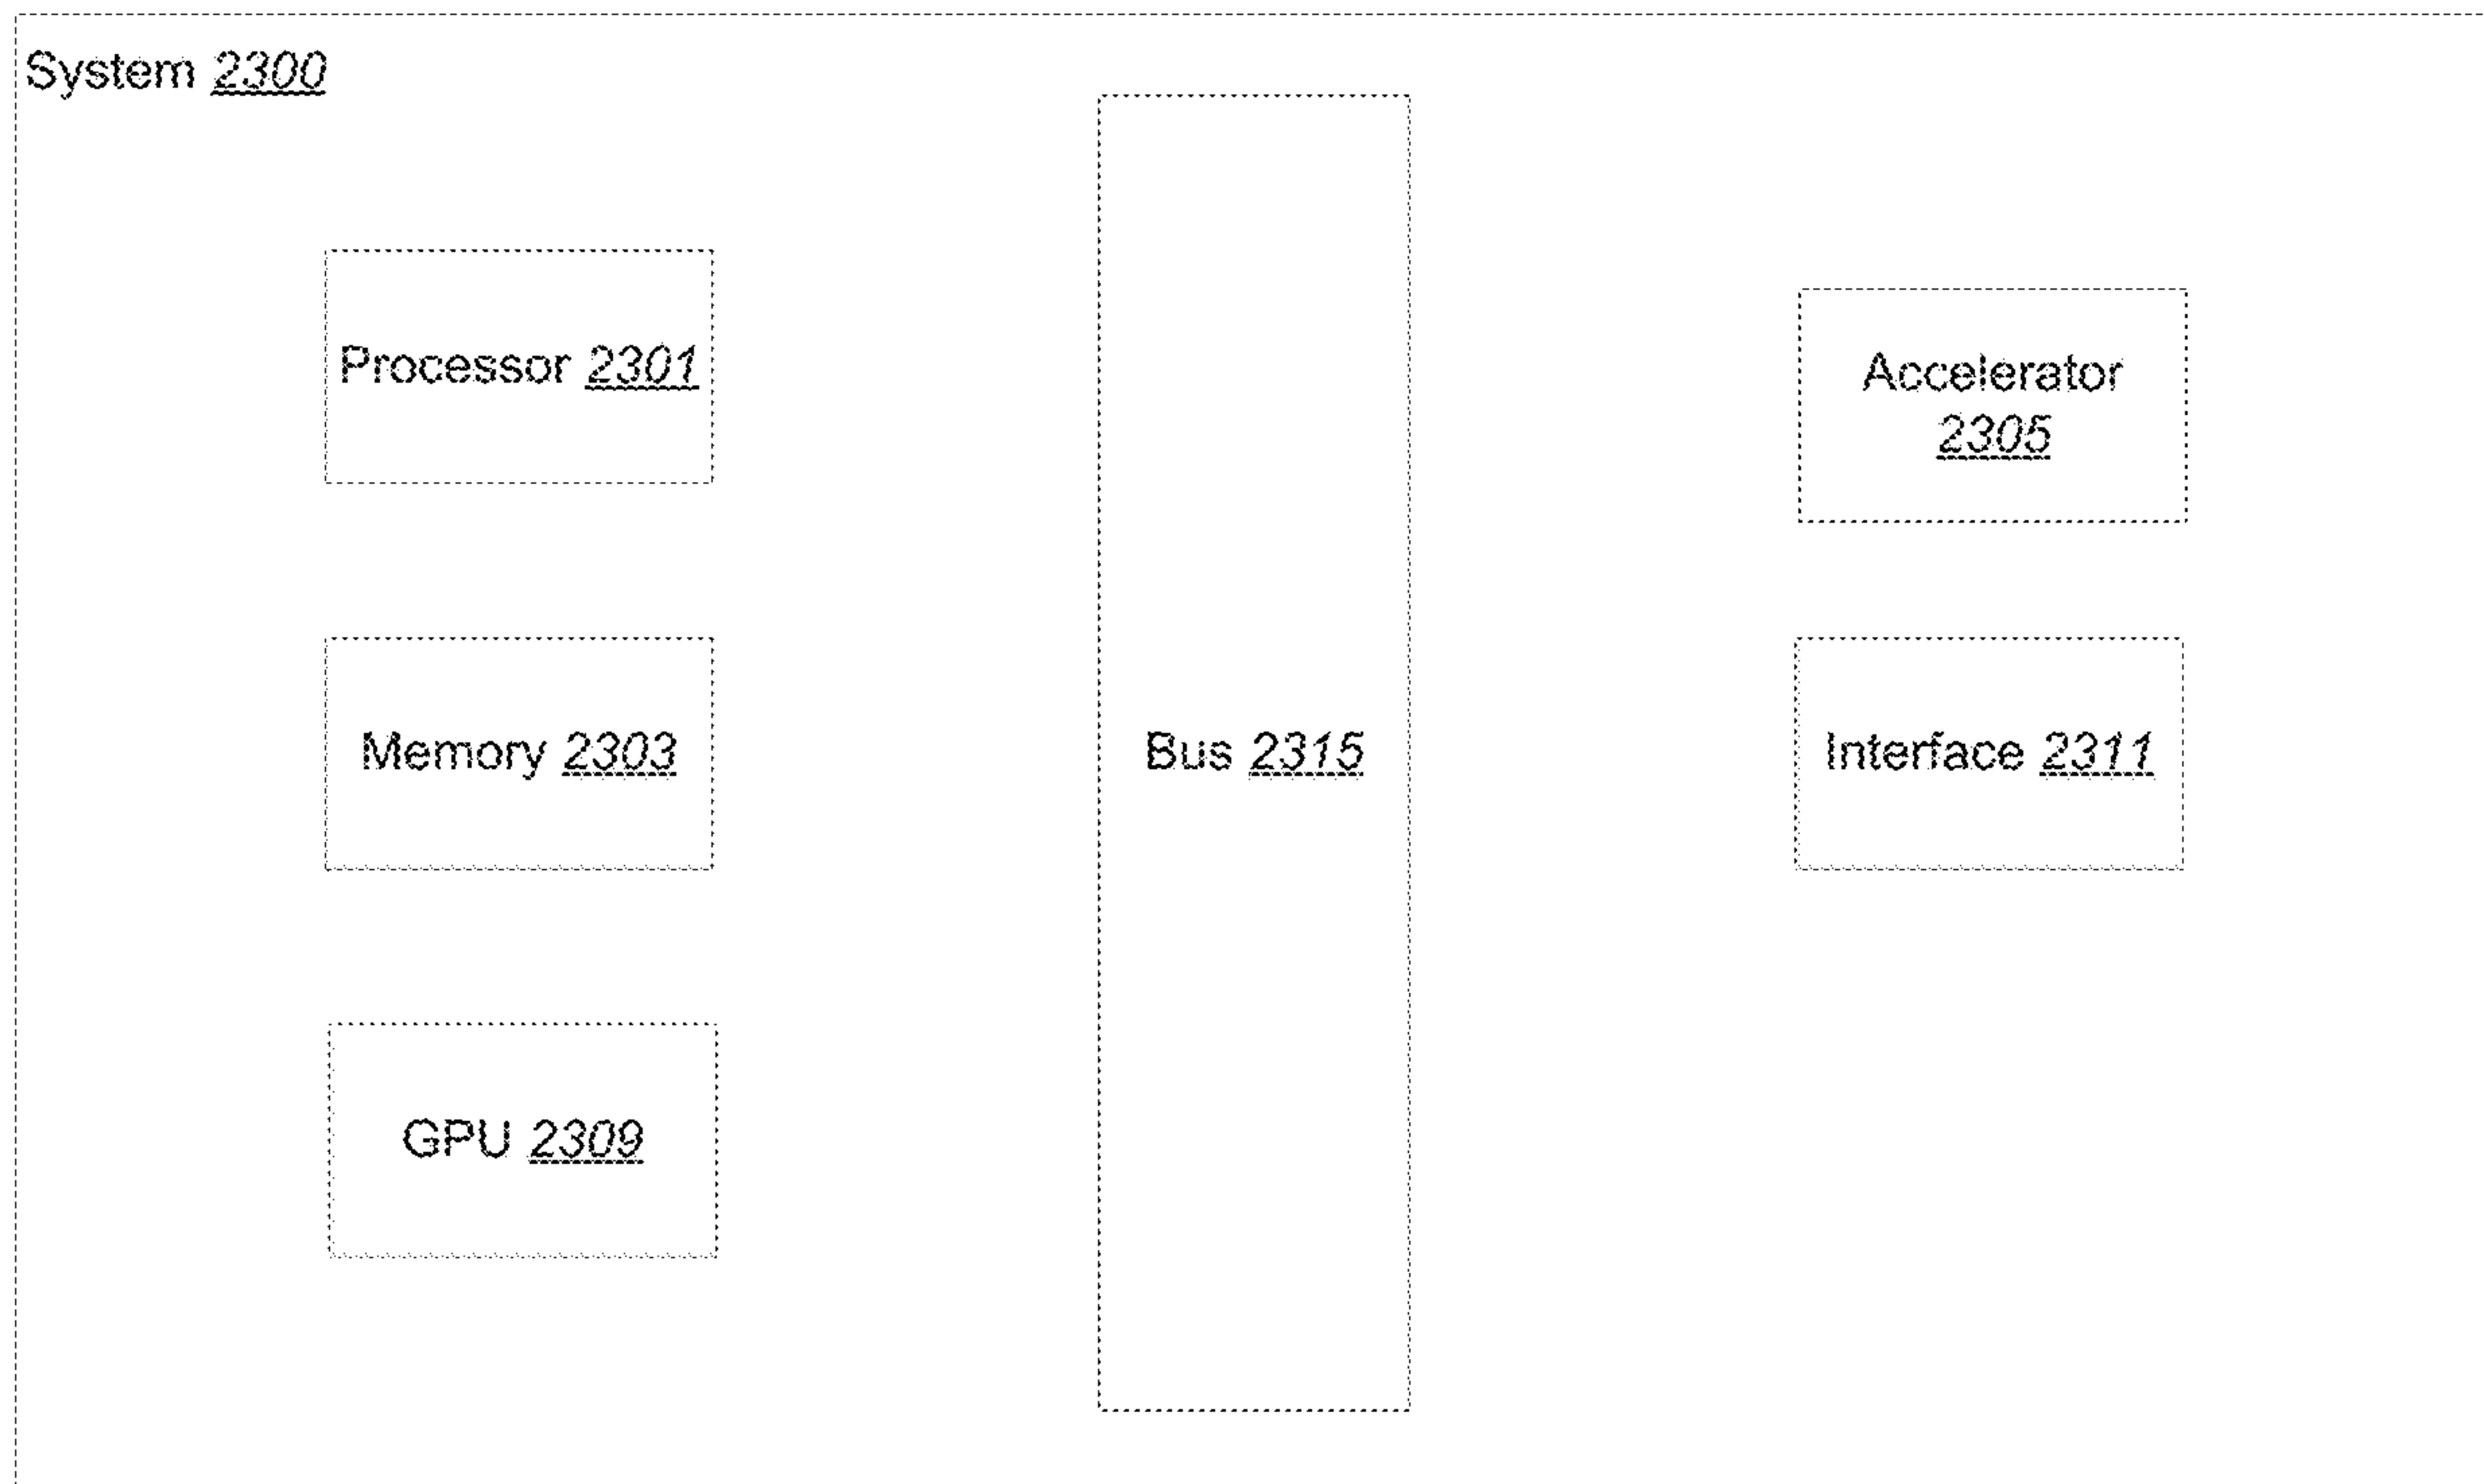 System 2300
Processor 2301
Accelerator
2305
Memory 2303
Bus 2315
Interface 2311
GPU 2309